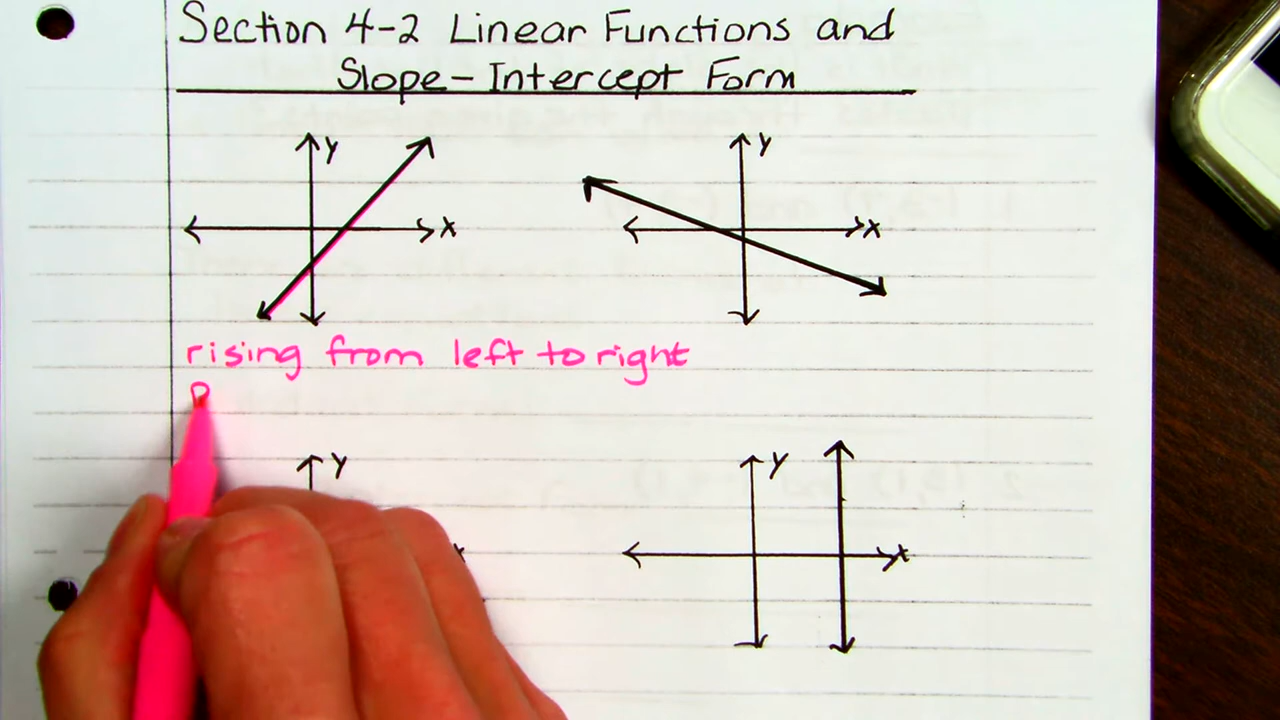 Section 4-2 Linear Functions and
Slope-Intercept Form
y
x
y
x
rising from left to right
P
y
x
y
x